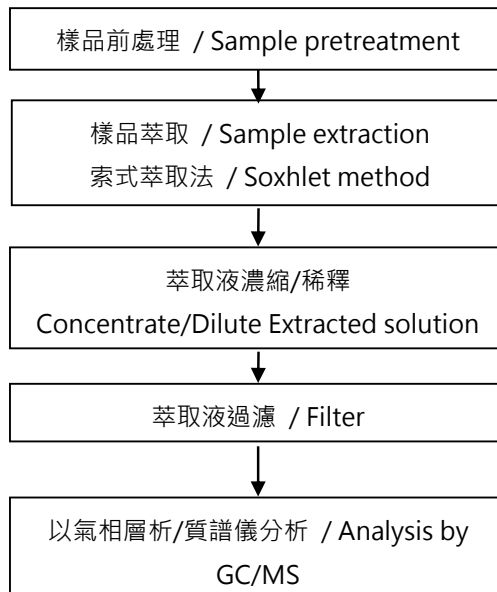 樣品前處理 / Sample pretreatment
樣品萃取 / Sample extraction
索式萃取法 / Soxhlet method
萃取液濃縮/稀釋
Concentrate/Dilute Extracted solution
萃取液過濾 / Filter
以氣相層析/質譜儀分析 / Analysis by
GC/MS